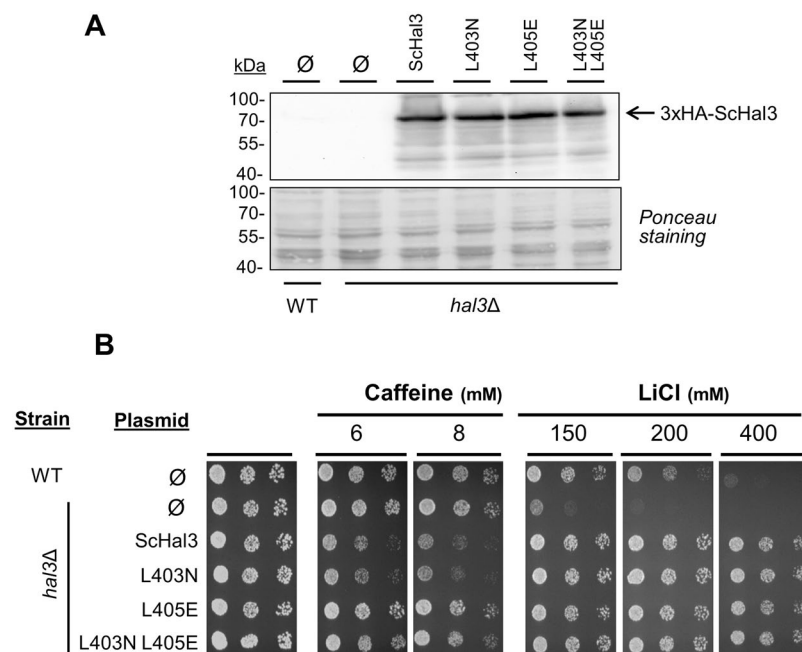 A
kDa
Ø
Ø
ScHal3
L403N
L405E
L403N
L405E
100-
70-
55-
40-
3xHA-ScHal3
100-
70-
55-
40-
Ponceau
staining
WT
hal3Δ
B
Caffeine (mM)
LiCl (mM)
Strain
Plasmid
6
8
150
200
400
WT
Ø
hal3Δ
Ø
ScHal3
L403N
L405E
L403N L405E